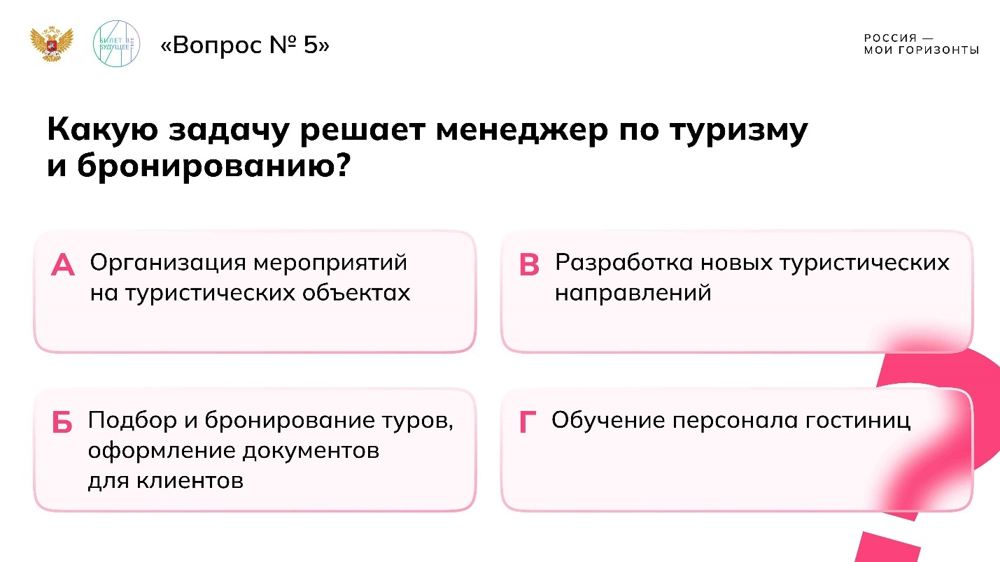 БИЛЕТ В
БУДУЩЕЕ
ТВОЕ
«Вопрос № 5»
РОССИЯ —
МОИ ГОРИЗОНТЫ
Какую задачу решает менеджер по туризму
и бронированию?
А Организация мероприятий
на туристических объектах
В Разработка новых туристических
направлений
Б Подбор и бронирование туров,
оформление документов
для клиентов
Г Обучение персонала гостиниц